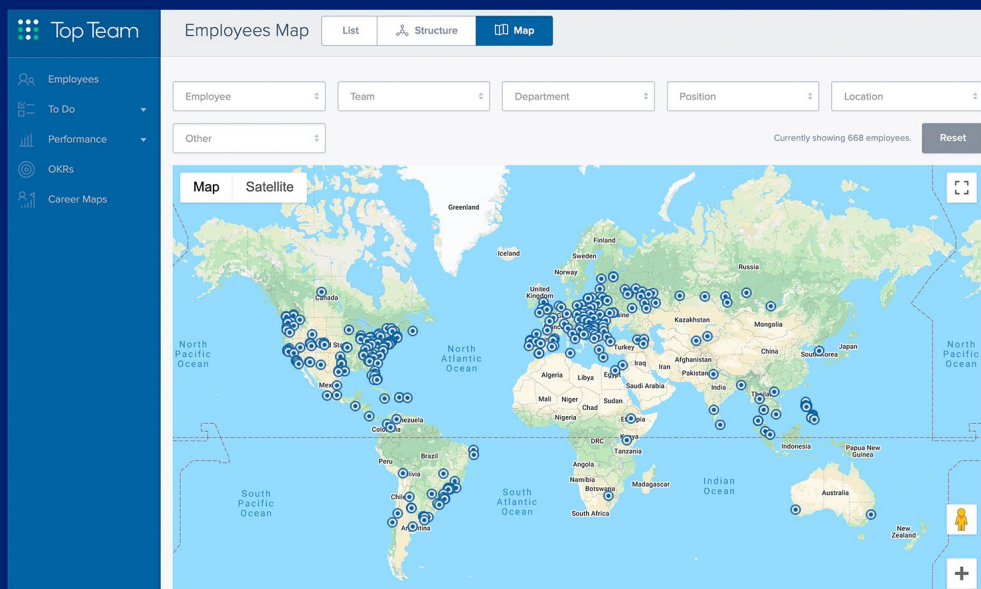 Top Team
Employees Map
List
Structure
Map
Employees
To Do
Performance
OKRs
Career Maps
Employee
Team
Department
Position
Location
Other
Currently showing 668 employees.
Reset
Map
Satellite
Greenland
Iceland
Finland
Sweden
Norway
Russia
United
Kingdom
Canada
Kazakhstan
Mongolia
North
Pacific
Ocean
North
Atlantic
Ocean
Turkey
Afghanistan
China
South Korea
Japan
North
Pacific
Ocean
Iraq
Iran
Pakistan
Algeria
Libya
Egypt
Saudi Arabia
India
Mali
Niger
Chad
Sudan
Nigeria
DRC
Tanzania
Indonesia
Papua New
Guinea
Brazil
Peru
Angola
Namibia
Botswana
Madagascar
Indian
Ocean
South
Pacific
Ocean
South
Atlantic
Ocean
Chile
South Africa
Australia
New
Zealand